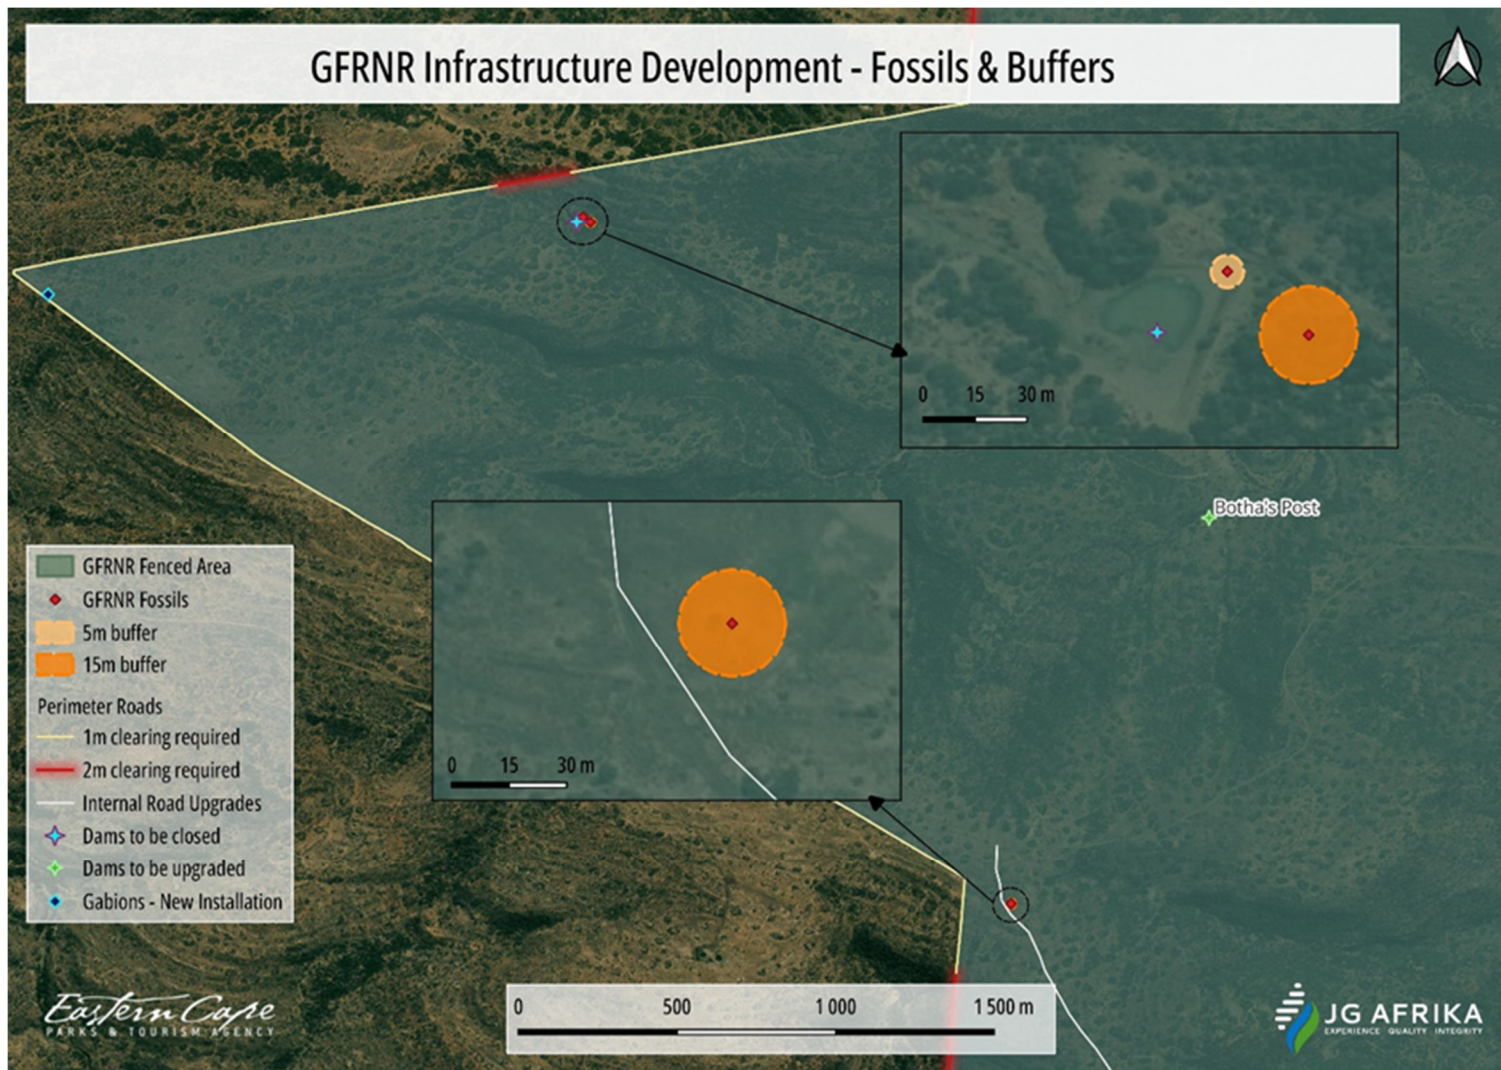 GFRNR Infrastructure Development - Fossils & Buffers
0 15 30 m
Botha's Post
0 15 30 m
GFRNR Fenced Area
GFRNR Fossils
5m buffer
15m buffer
Perimeter Roads
1m clearing required
2m clearing required
Internal Road Upgrades
Dams to be closed
Dams to be upgraded
Gabions - New Installation
Eastern Cape
PARKS & TOURISM AGENCY
0 500 1 000 1 500 m
JG AFRIKA
EXPERIENCE QUALITY INTEGRITY